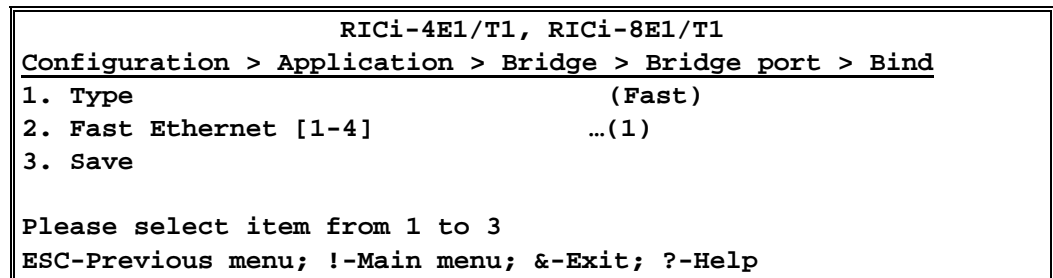 RICi-4E1/T1, RICi-8E1/T1
Configuration > Application > Bridge > Bridge port > Bind
1. Type (Fast)
2. Fast Ethernet [1-4] …(1)
3. Save
Please select item from 1 to 3
ESC-Previous menu; !-Main menu; &-Exit; ?-Help